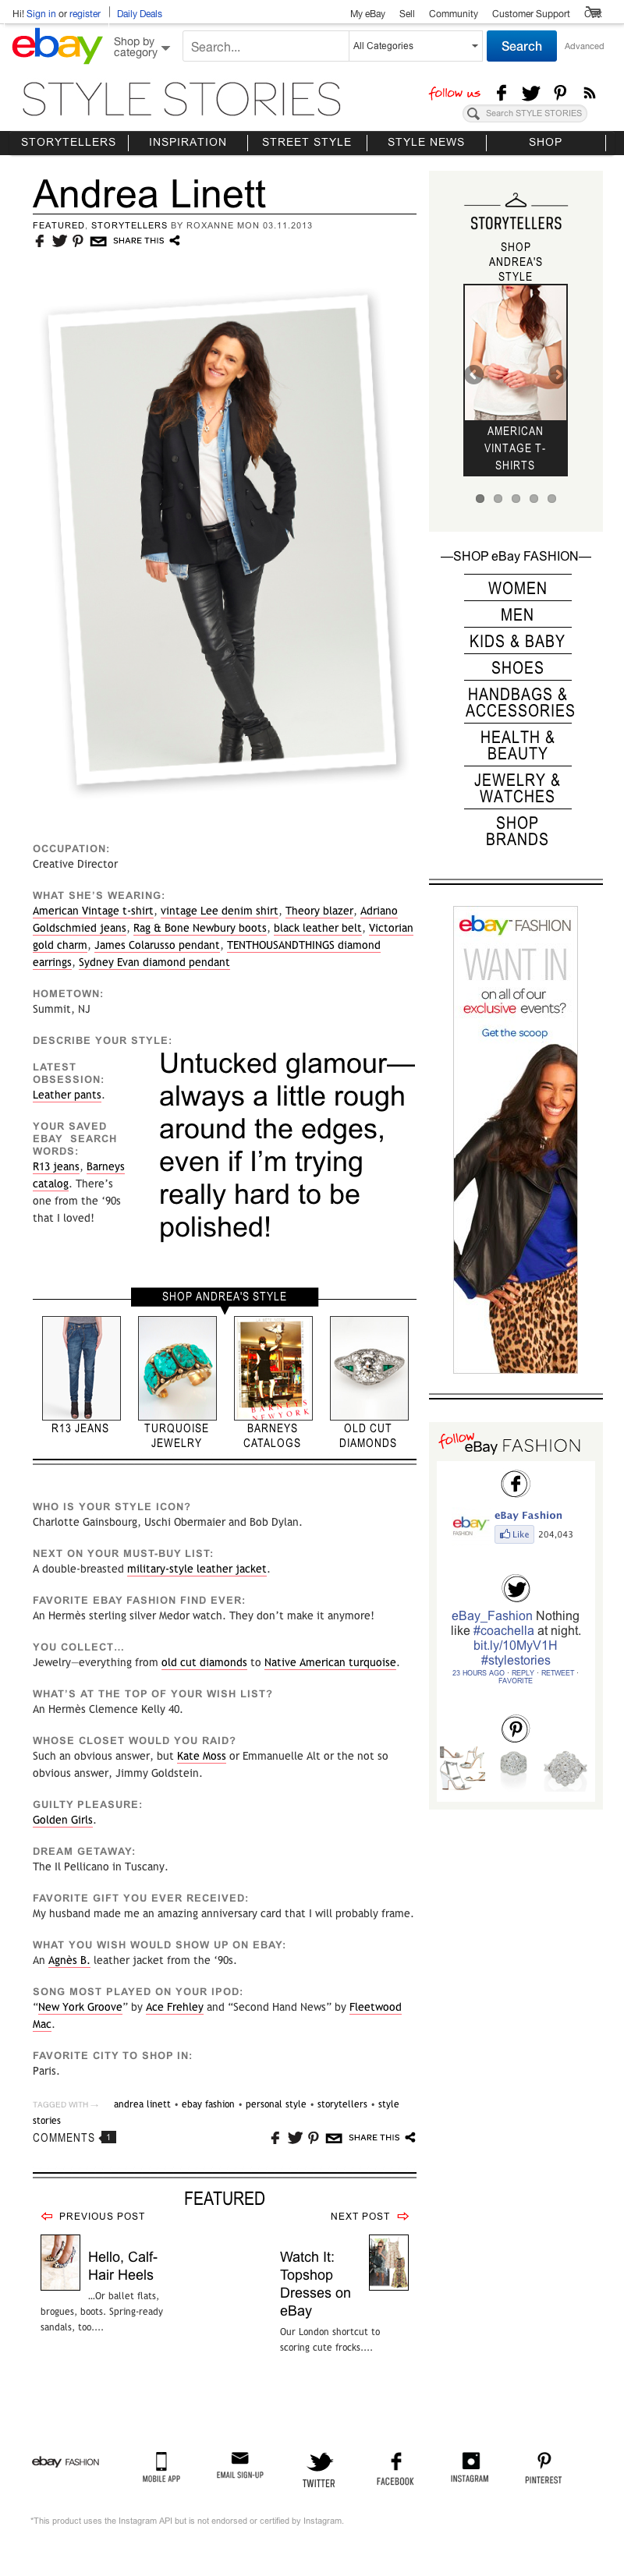 Hi! Sign in or register
Daily Deals
My eBay
Sell
Community
Customer Support
ebay
Shop by
category
Search...
All Categories
Search
Advanced
STYLE STORIES
follow us
Search STYLE STORIES
STORYTELLERS
INSPIRATION
STREET STYLE
STYLE NEWS
SHOP
Andrea Linett
FEATURED, STORYTELLERS BY ROXANNE MON 03.11.2013
SHARE THIS
OCCUPATION:
Creative Director
WHAT SHE'S WEARING:
American Vintage t-shirt, vintage Lee denim shirt, Theory blazer, Adriano
Goldschmied jeans, Rag & Bone Newbury boots, black leather belt, Victorian
gold charm, James Colarusso pendant, TENTHOUSANDTHINGS diamond
earrings, Sydney Evan diamond pendant
HOMETOWN:
Summit, NJ
DESCRIBE YOUR STYLE:
Untucked glamour—
always a little rough
around the edges,
even if I'm trying
really hard to be
polished!
LATEST
OBSESSION:
Leather pants.
YOUR SAVED
EBAY SEARCH
WORDS:
R13 jeans, Barneys
catalog. There's
one from the '90s
that I loved!
SHOP ANDREA'S STYLE
BARNEYS
NEWYORK
R13 JEANS
TURQUOISE
JEWELRY
BARNEYS
CATALOGS
OLD CUT
DIAMONDS
WHO IS YOUR STYLE ICON?
Charlotte Gainsbourg, Uschi Obermaier and Bob Dylan.
NEXT ON YOUR MUST-BUY LIST:
A double-breasted military-style leather jacket.
FAVORITE EBAY FASHION FIND EVER:
An Hermès sterling silver Medor watch. They don't make it anymore!
YOU COLLECT...
Jewelry—everything from old cut diamonds to Native American turquoise.
WHAT'S AT THE TOP OF YOUR WISH LIST?
An Hermès Clemence Kelly 40.
WHOSE CLOSET WOULD YOU RAID?
Such an obvious answer, but Kate Moss or Emmanuelle Alt or the not so
obvious answer, Jimmy Goldstein.
GUILTY PLEASURE:
Golden Girls.
DREAM GETAWAY:
The Il Pellicano in Tuscany.
FAVORITE GIFT YOU EVER RECEIVED:
My husband made me an amazing anniversary card that I will probably frame.
WHAT YOU WISH WOULD SHOW UP ON EBAY:
An Agnès B. leather jacket from the '90s.
SONG MOST PLAYED ON YOUR IPOD:
"New York Groove" by Ace Frehley and "Second Hand News" by Fleetwood
Mac.
FAVORITE CITY TO SHOP IN:
Paris.
TAGGED WITH → andrea linett • ebay fashion • personal style • storytellers • style
stories
COMMENTS 1
SHARE THIS
FEATURED
PREVIOUS POST
NEXT POST
Hello, Calf-
Hair Heels
...Or ballet flats,
brogues, boots. Spring-ready
sandals, too....
Watch It:
Topshop
Dresses on
eBay
Our London shortcut to
scoring cute frocks....
STORYTELLERS
SHOP
ANDREA'S
STYLE
AMERICAN
VINTAGE T-
SHIRTS
—SHOP eBay FASHION—
WOMEN
MEN
KIDS & BABY
SHOES
HANDBAGS &
ACCESSORIES
HEALTH &
BEAUTY
JEWELRY &
WATCHES
SHOP
BRANDS
ebay FASHION
WANT IN
on all of our
exclusive events?
Get the scoop
follow
eBay FASHION
ebay
FASHION
eBay Fashion
Like 204,043
eBay_Fashion Nothing
like #coachella at night.
bit.ly/10MyV1H
#stylestories
23 HOURS AGO · REPLY · RETWEET ·
FAVORITE
ebay FASHION
MOBILE APP
EMAIL SIGN-UP
TWITTER
FACEBOOK
INSTAGRAM
PINTEREST
*This product uses the Instagram API but is not endorsed or certified by Instagram.